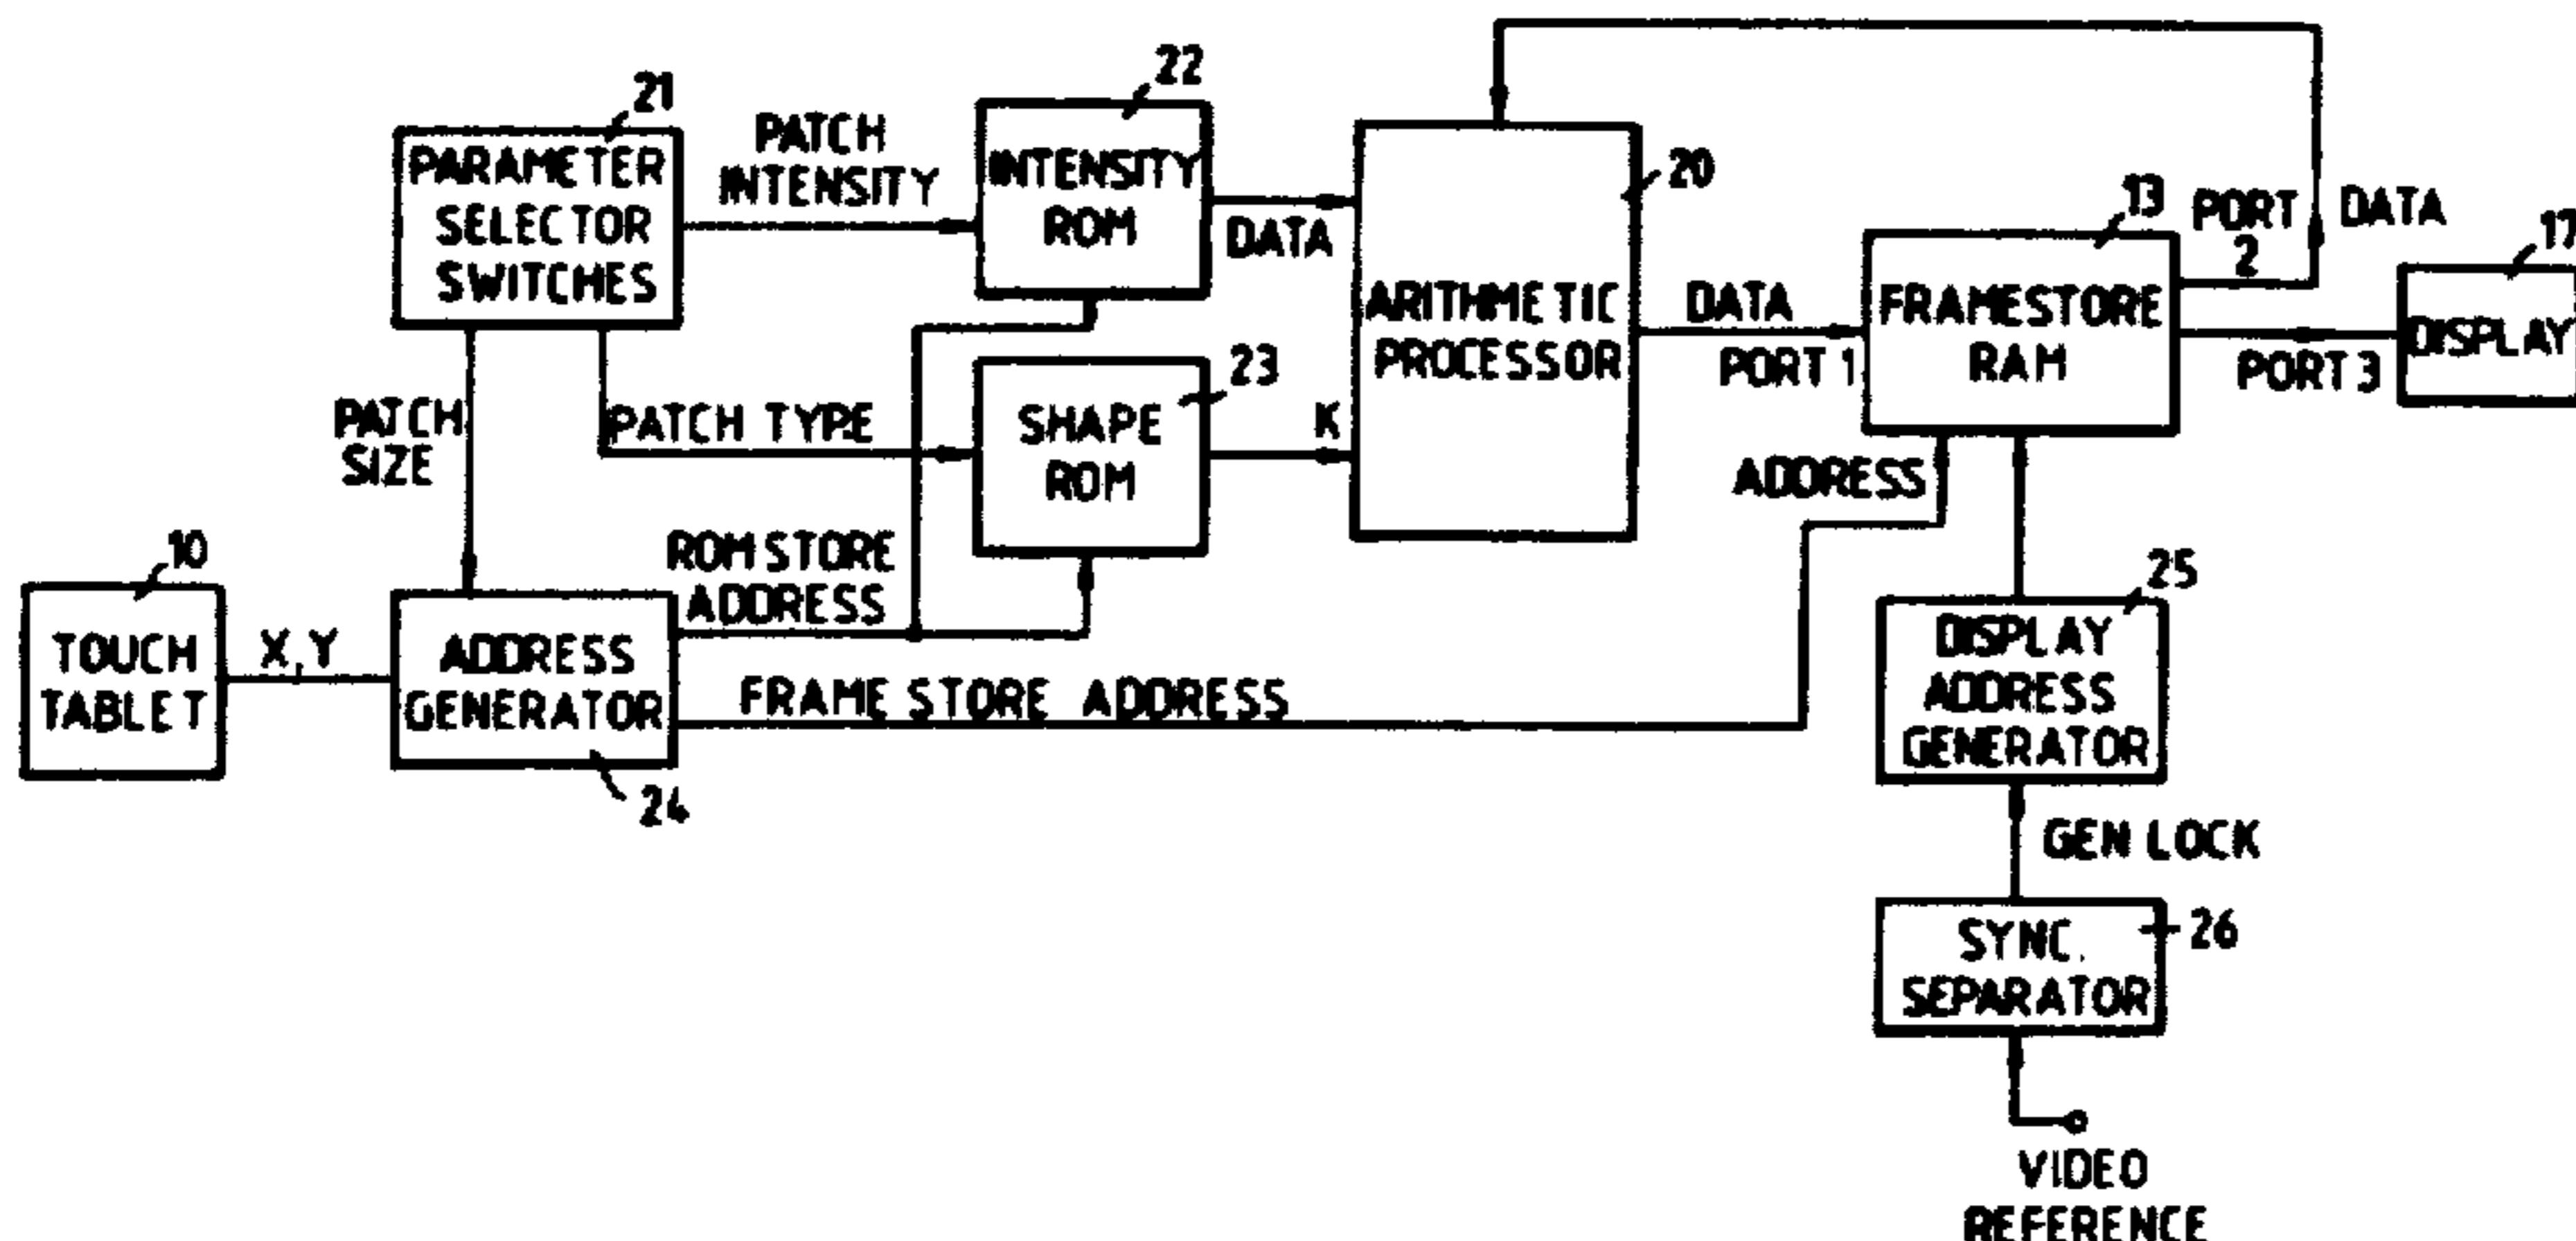 21
PARAMETER
SELECTOR
SWITCHES
PATCH
INTENSITY
22
INTENSITY
ROM
DATA
20
ARITHMETIC
PROCESSOR
DATA
PORT 1
13
FRAMESTORE
RAM
PORT
2
DATA
17
DISPLAY
PORT 3
PATCH
SIZE
PATCH TYPE
23
SHAPE
ROM
K
ADDRESS
10
TOUCH
TABLET
X,Y
ADDRESS
GENERATOR
24
ROM STORE
ADDRESS
FRAME STORE ADDRESS
25
DISPLAY
ADDRESS
GENERATOR
GEN LOCK
SYNC.
SEPARATOR
26
VIDEO
REFERENCE